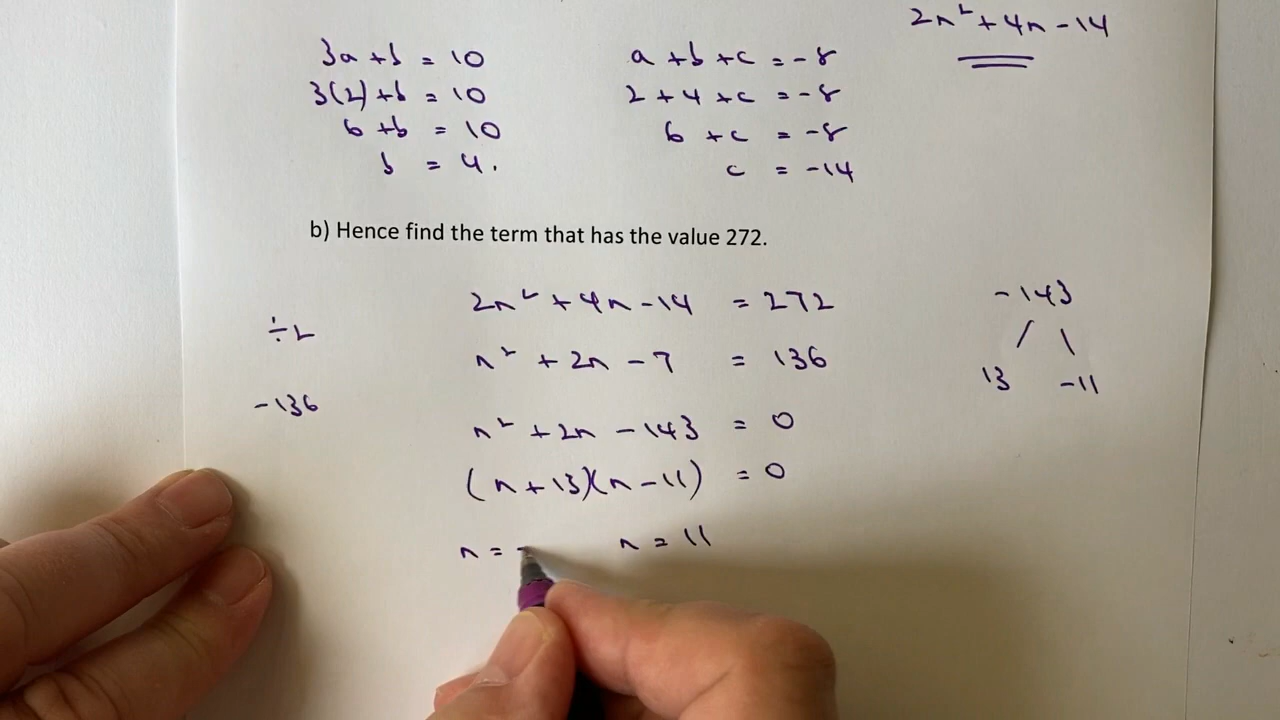 2n² + 4n - 14
3a + b = 10
3(2) + b = 10
6 + b = 10
b = 4.
a + b + c = -8
2 + 4 + c = -8
6 + c = -8
c = -14
b) Hence find the term that has the value 272.
2n² + 4n - 14 = 272
÷2
n² + 2n - 7 = 136
-136
n² + 2n - 143 = 0
(n + 13)(n - 11) = 0
n = - n = 11
-143
13 -11